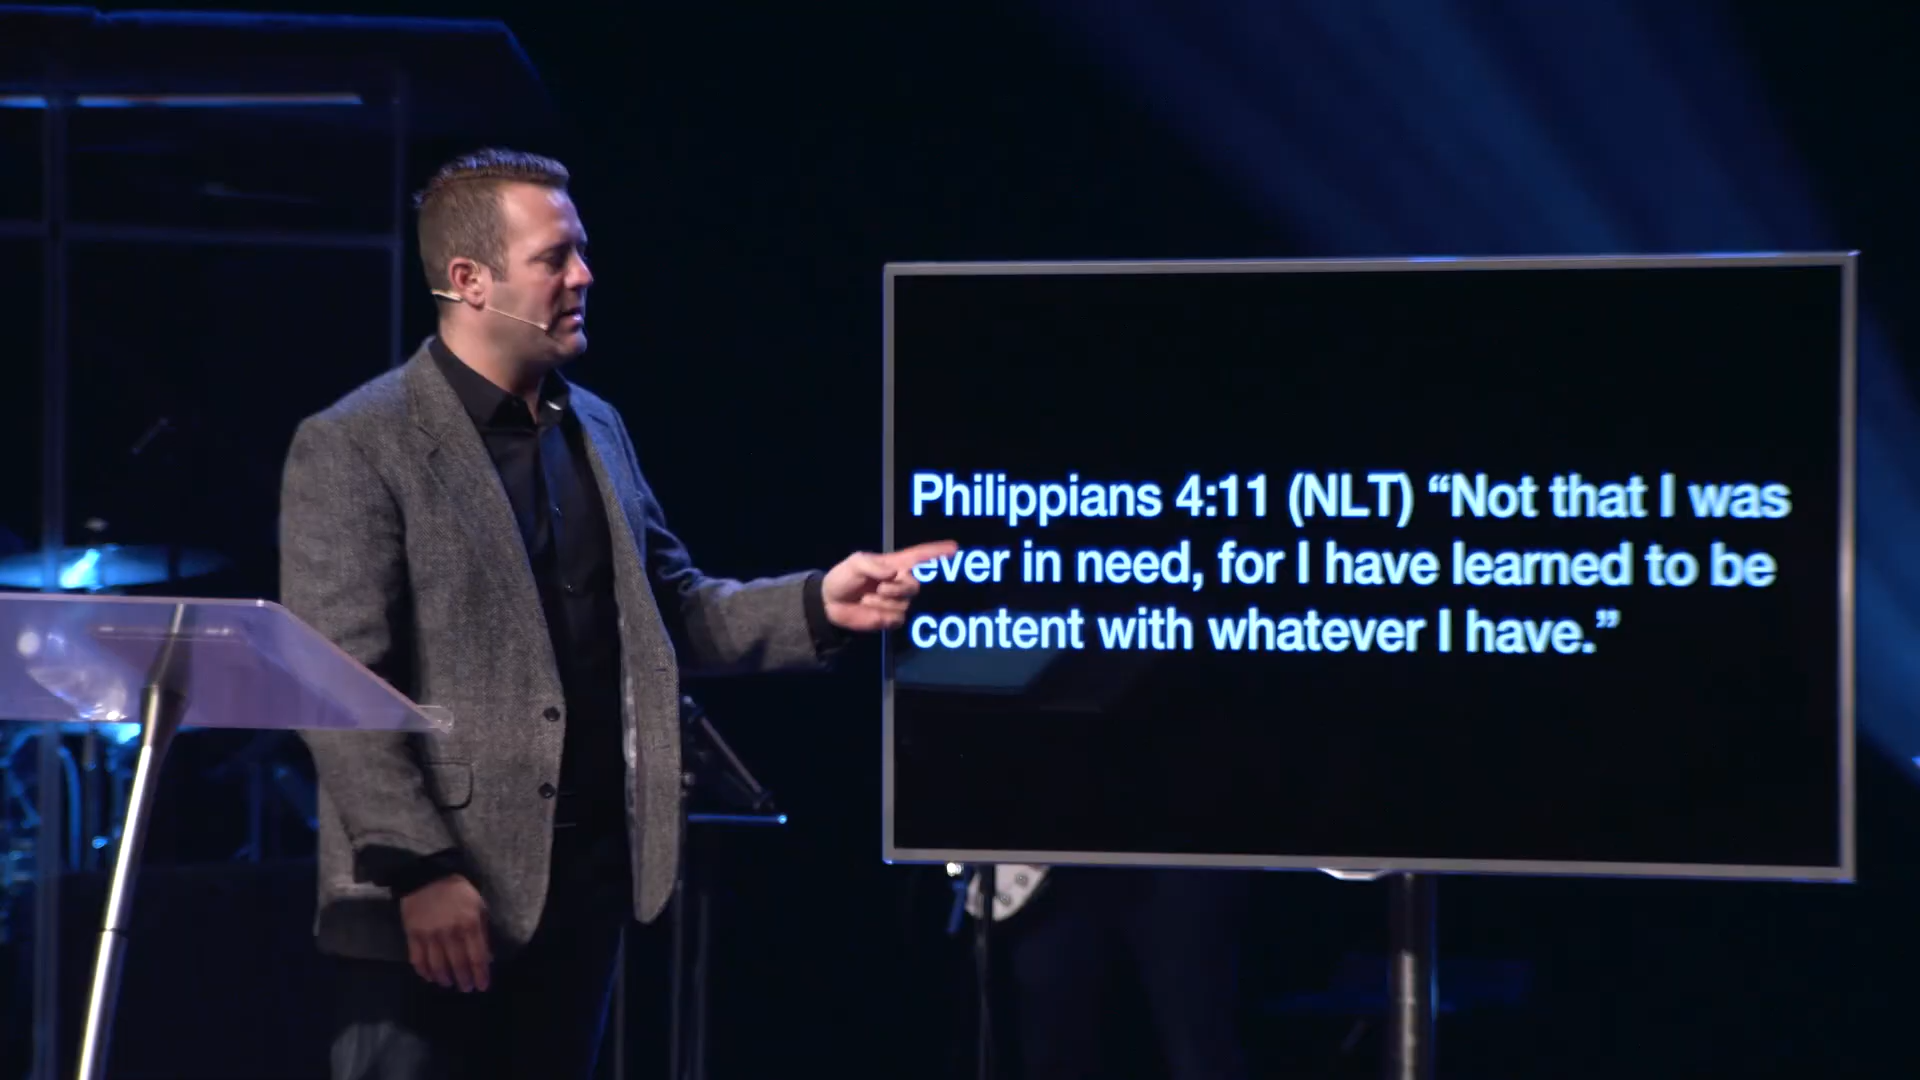 Philippians 4:11 (NLT) “Not that I was
ever in need, for I have learned to be
content with whatever I have.”